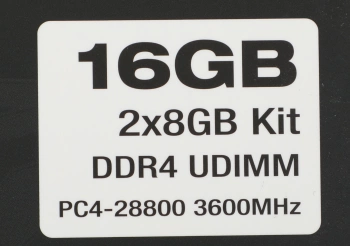 16GB
2x8GB Kit
DDR4 UDIMM
PC4-28800 3600MHz